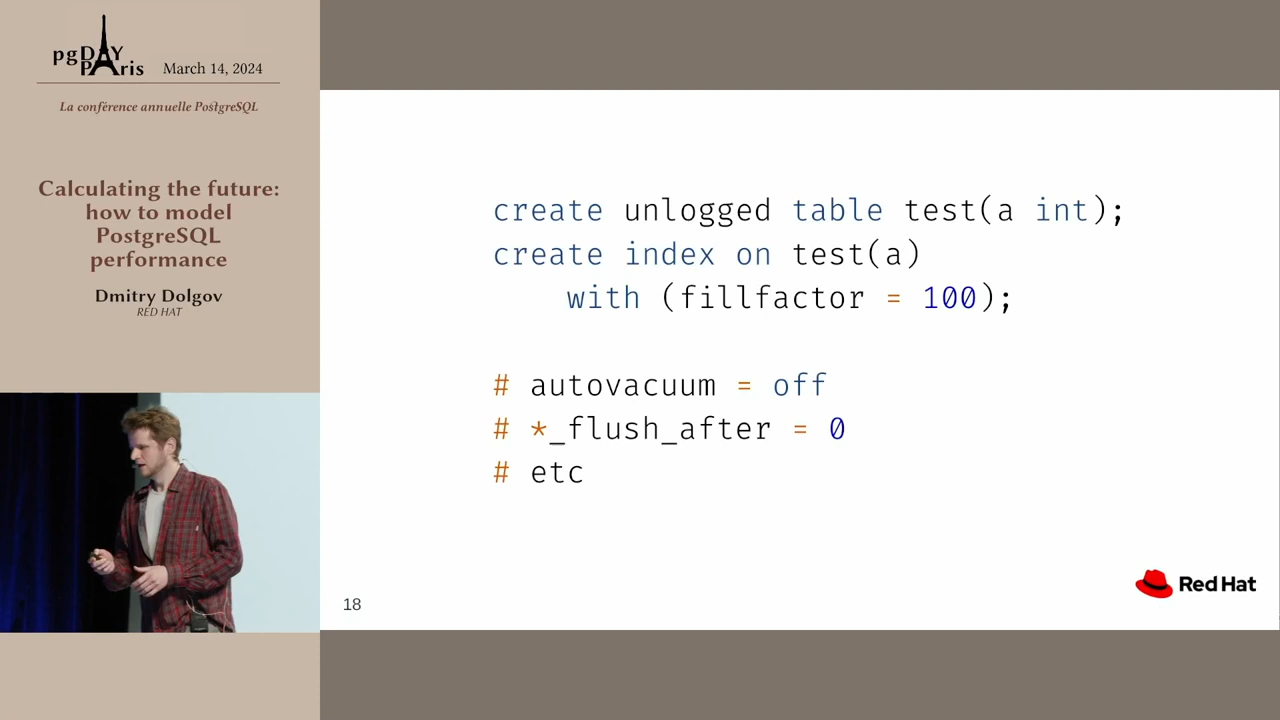 pgDAY
PAris
March 14, 2024
La conférence annuelle PostgreSQL
Calculating the future:
how to model
PostgreSQL
performance
Dmitry Dolgov
RED HAT
create unlogged table test(a int);
create index on test(a)
with (fillfactor = 100);
# autovacuum = off
# *_flush_after = 0
# etc
18
Red Hat